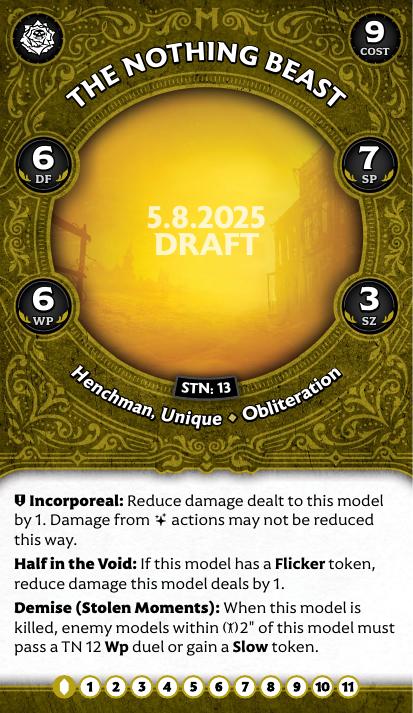 9
COST
THE NOTHING BEAST
6
DF
7
SP
5.8.2025
DRAFT
6
WP
3
SZ
STN: 13
Henchman, Unique ◆ Obliteration
Incorporeal: Reduce damage dealt to this model
by 1. Damage from actions may not be reduced
this way.
Half in the Void: If this model has a Flicker token,
reduce damage this model deals by 1.
Demise (Stolen Moments): When this model is
killed, enemy models within 2" of this model must
pass a TN 12 Wp duel or gain a Slow token.
1 2 3 4 5 6 7 8 9 10 11